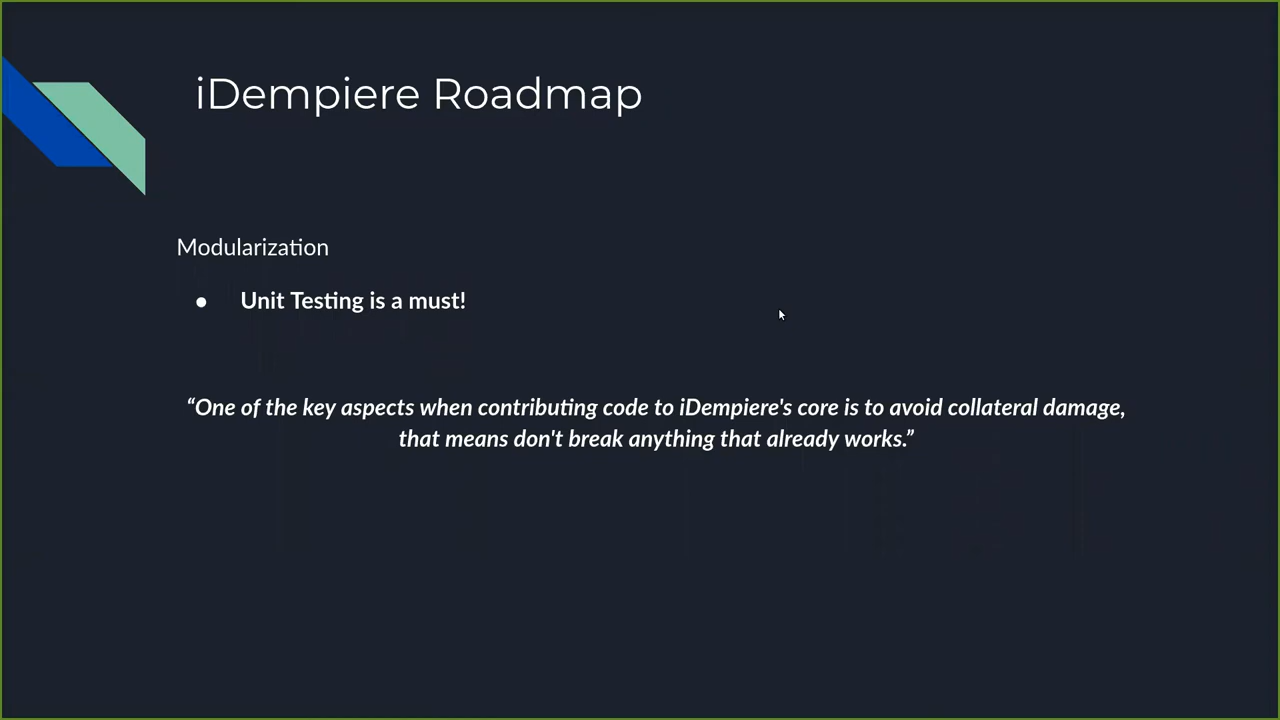 iDempiere Roadmap
Modularization
● Unit Testing is a must!
“One of the key aspects when contributing code to iDempiere's core is to avoid collateral damage,
that means don't break anything that already works.”